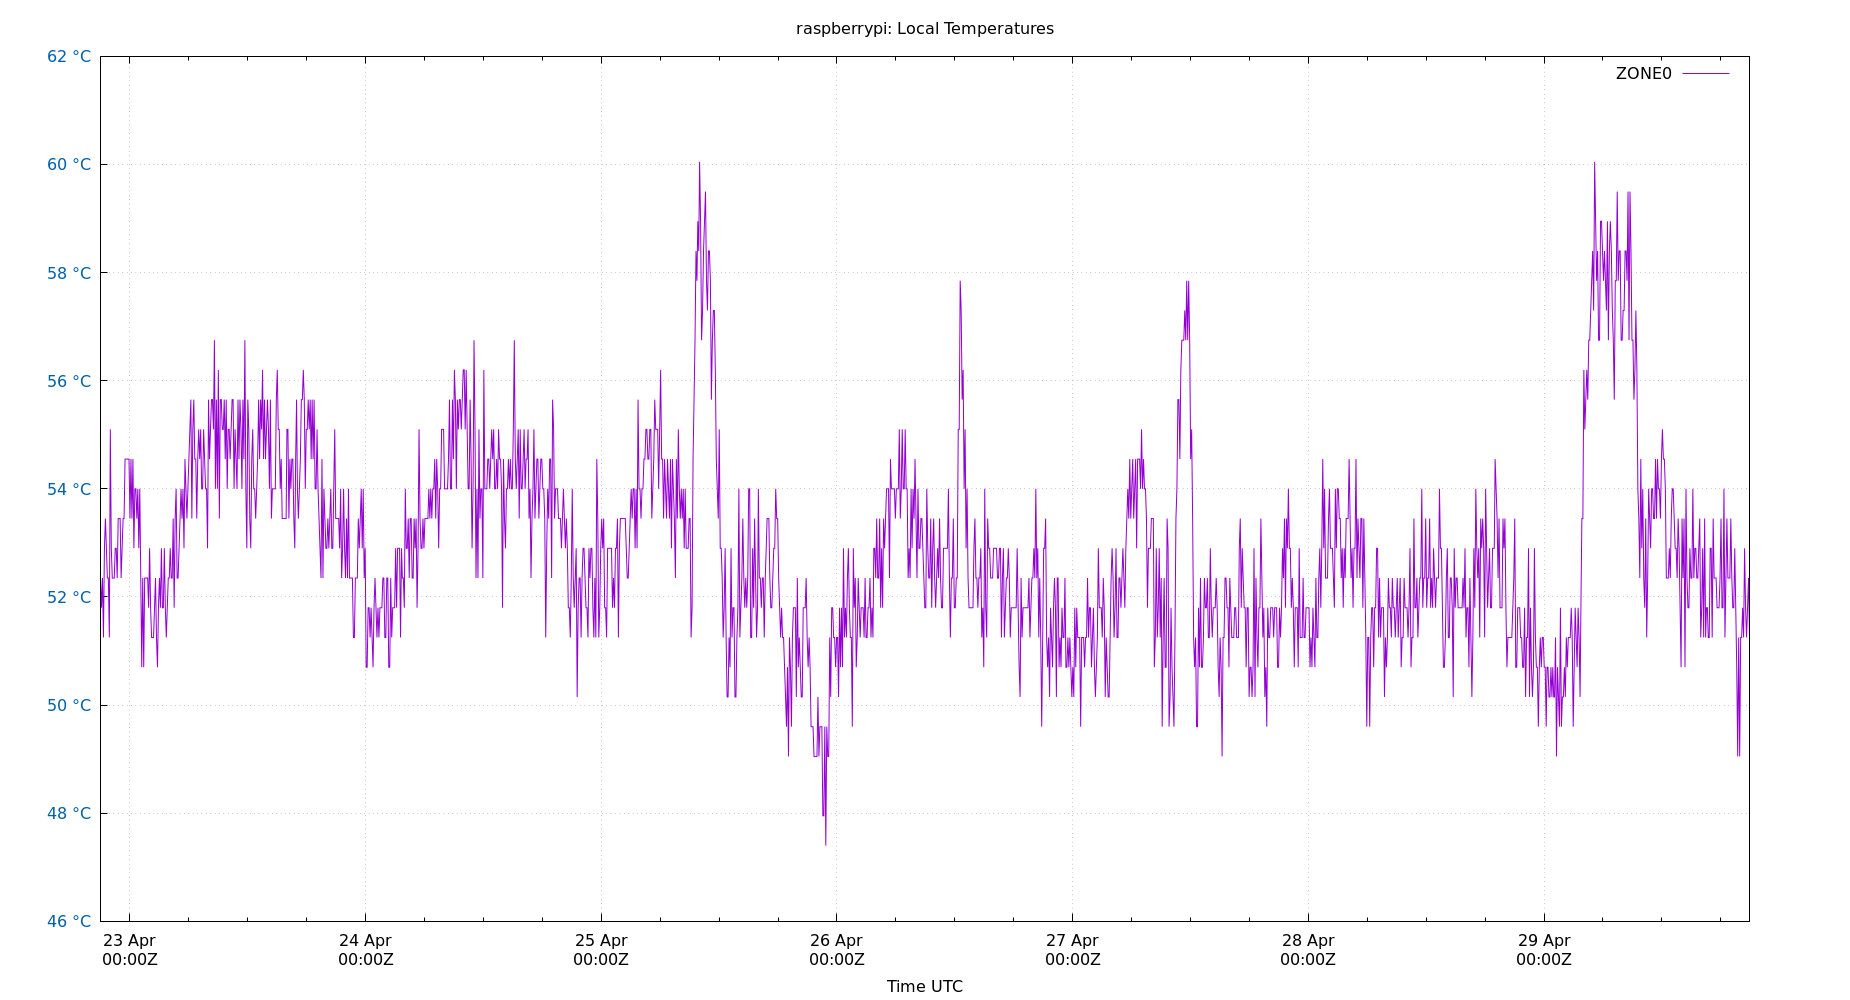 raspberrypi: Local Temperatures
62 °C
ZONE0
60 °C
58 °C
56 °C
54 °C
52 °C
50 °C
48 °C
46 °C
23 Apr 24 Apr 25 Apr 26 Apr 27 Apr 28 Apr 29 Apr
00:00Z 00:00Z 00:00Z 00:00Z 00:00Z 00:00Z 00:00Z
Time UTC